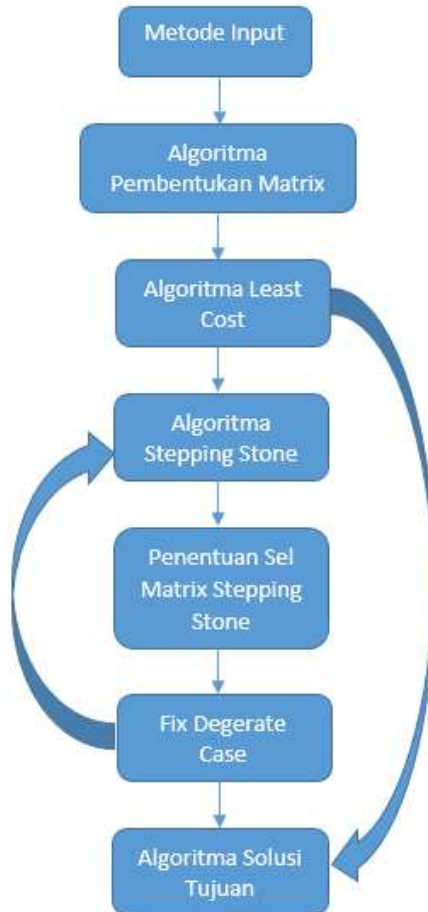 Metode Input
Algoritma
Pembentukan Matrix
Algoritma Least
Cost
Algoritma
Stepping Stone
Penentuan Sel
Matrix Stepping
Stone
Fix Degerate
Case
Algoritma Solusi
Tujuan